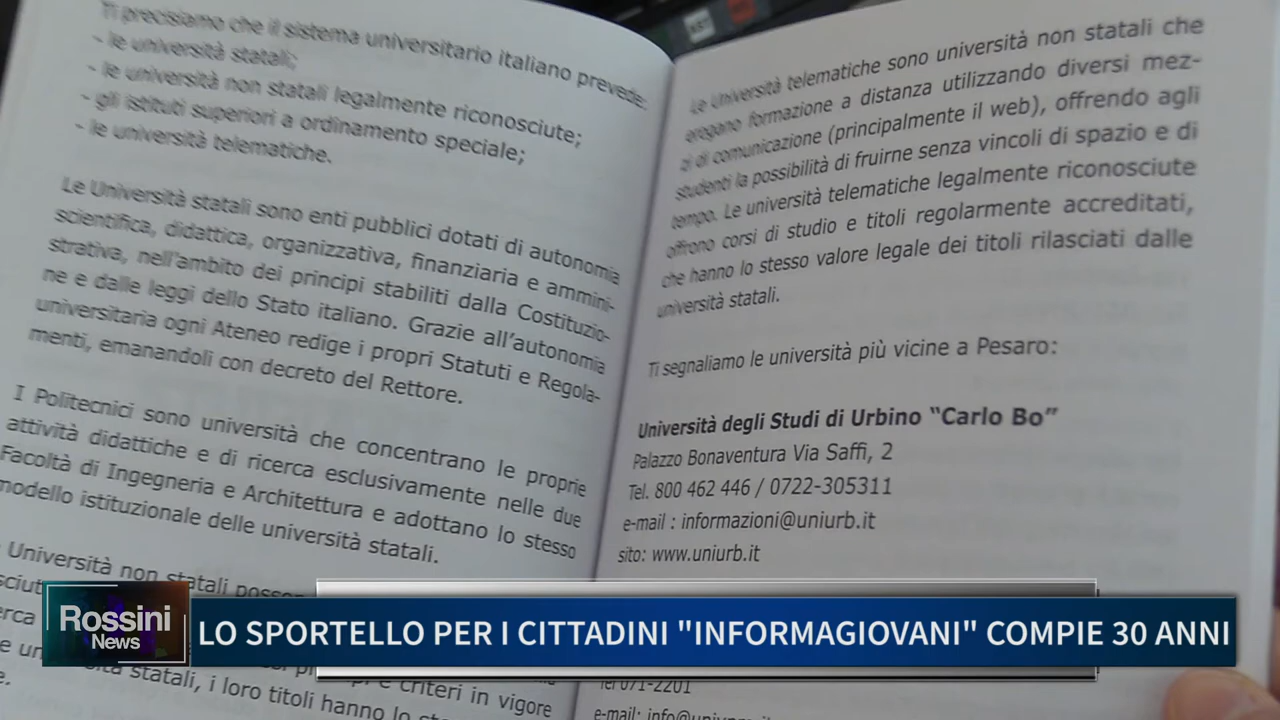 Ti precisiamo che il sistema universitario italiano prevede:
- le università statali;
- le università non statali legalmente riconosciute;
- gli istituti superiori a ordinamento speciale;
- le università telematiche.
Le Università statali sono enti pubblici dotati di autonomia
scientifica, didattica, organizzativa, finanziaria e ammini-
strativa, nell'ambito dei principi stabiliti dalla Costituzio-
ne e dalle leggi dello Stato italiano. Grazie all'autonomia
universitaria ogni Ateneo redige i propri Statuti e Regola-
menti, emanandoli con decreto del Rettore.
I Politecnici sono università che concentrano le proprie
attività didattiche e di ricerca esclusivamente nelle due
Facoltà di Ingegneria e Architettura e adottano lo stesso
modello istituzionale delle università statali.
Università non statali
criteri in vigore
statali, i loro titoli hanno lo
Le Università telematiche sono università non statali che
erogano formazione a distanza utilizzando diversi mez-
zi di comunicazione (principalmente il web), offrendo agli
studenti la possibilità di fruirne senza vincoli di spazio e di
tempo. Le università telematiche legalmente riconosciute
offrono corsi di studio e titoli regolarmente accreditati,
che hanno lo stesso valore legale dei titoli rilasciati dalle
università statali.
Ti segnaliamo le università più vicine a Pesaro:
Università degli Studi di Urbino “Carlo Bo”
Palazzo Bonaventura Via Saffi, 2
Tel. 800 462 446 / 0722-305311
e-mail : informazioni@uniurb.it
sito: www.uniurb.it
Tel 071-2201
e-mail:
Rossini
News
LO SPORTELLO PER I CITTADINI "INFORMAGIOVANI" COMPIE 30 ANNI